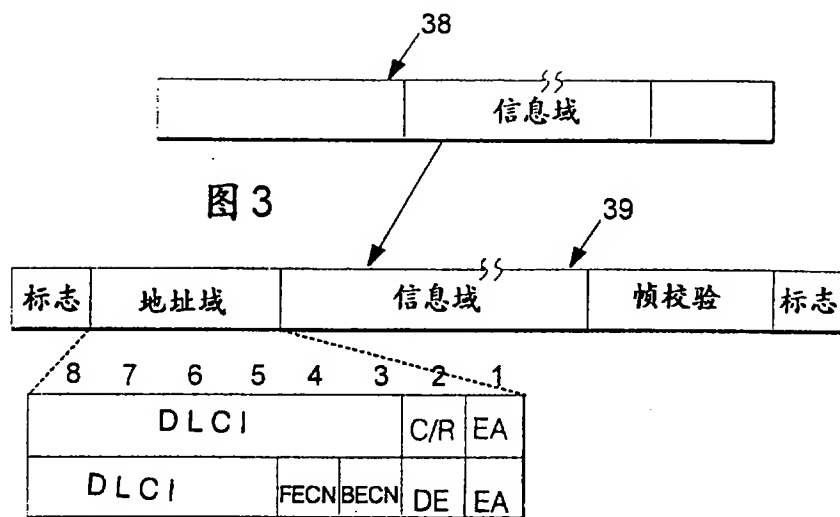 38
信息域
图3
39
标志 地址域 信息域 帧校验 标志
8 7 6 5 4 3 2 1
DLCI C/R EA
DLCI FECN BECN DE EA